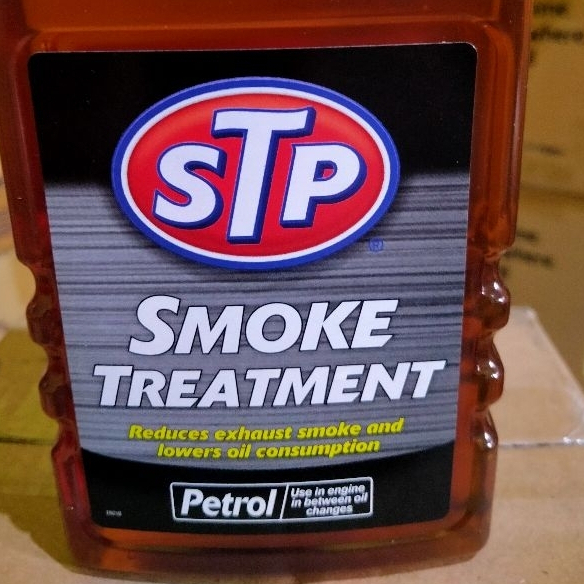 STP
®
SMOKE
TREATMENT
Reduces exhaust smoke and
lowers oil consumption
Petrol
Use in engine
in between oil
changes